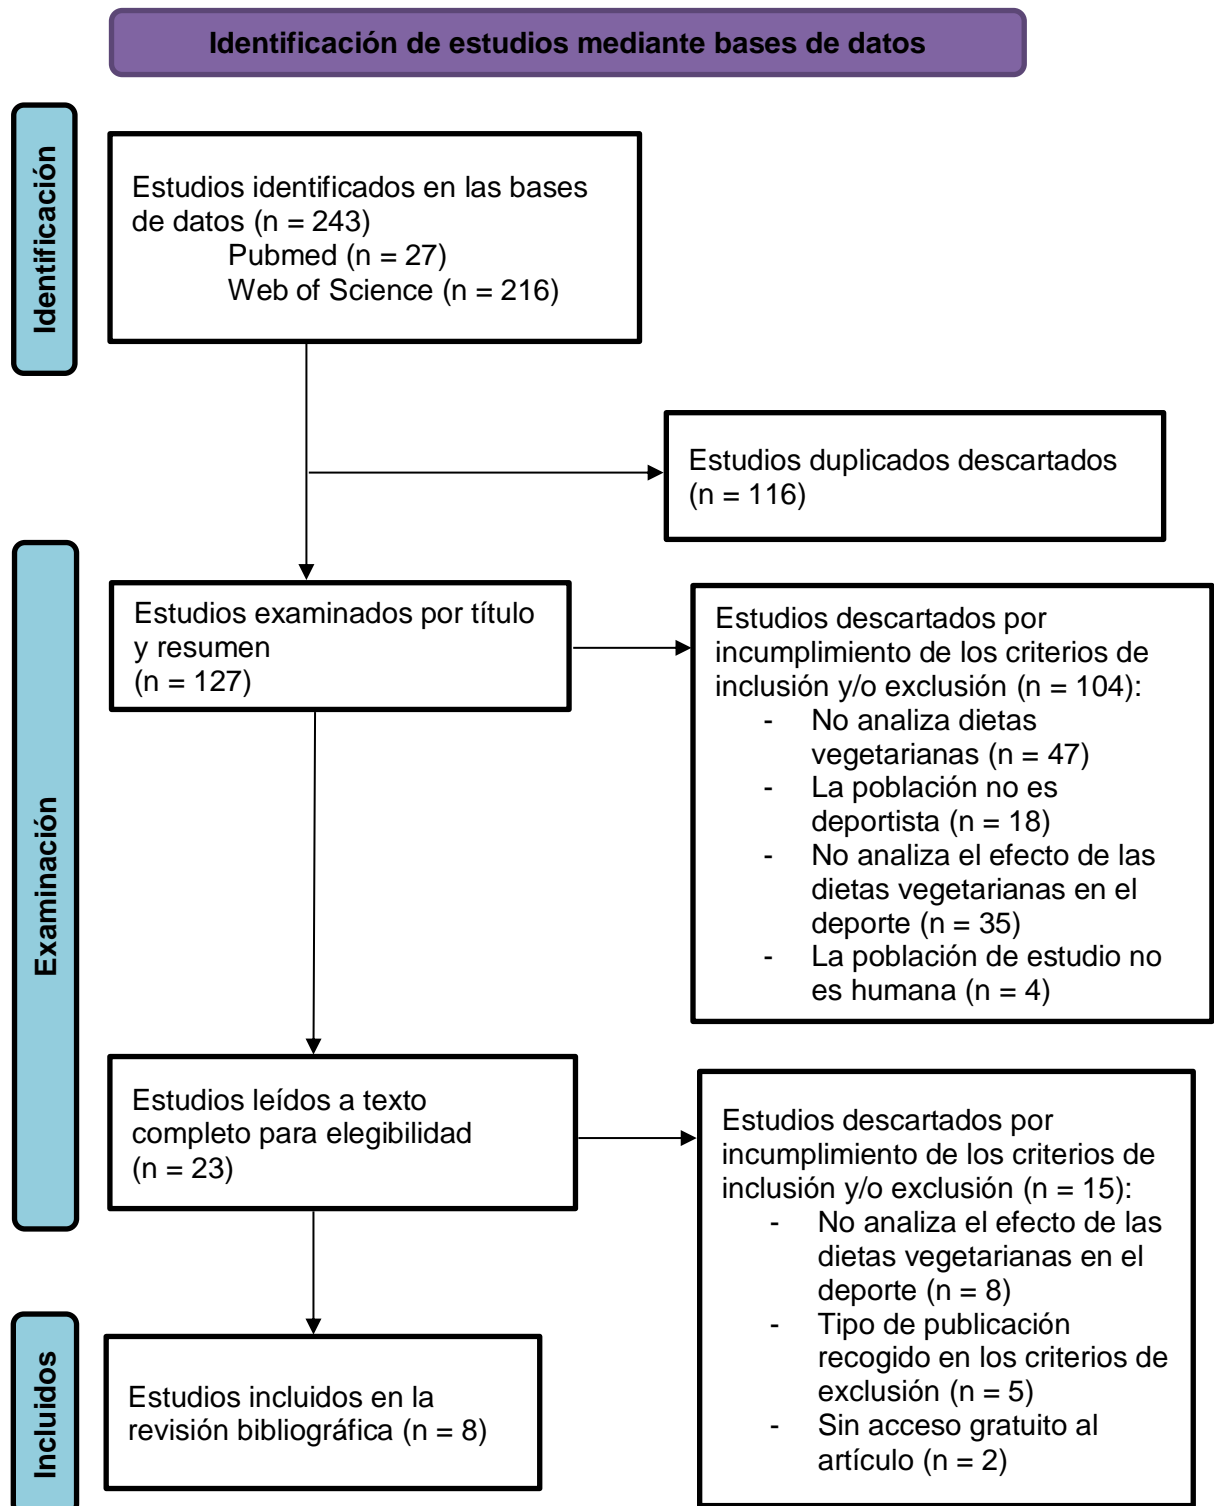 Identificación de estudios mediante bases de datos
Identificación
Estudios identificados en las bases
de datos (n = 243)
Pubmed (n = 27)
Web of Science (n = 216)
Estudios duplicados descartados
(n = 116)
Examinación
Estudios examinados por título
y resumen
(n = 127)
Estudios descartados por
incumplimiento de los criterios de
inclusión y/o exclusión (n = 104):
- No analiza dietas
vegetarianas (n = 47)
- La población no es
deportista (n = 18)
- No analiza el efecto de las
dietas vegetarianas en el
deporte (n = 35)
- La población de estudio no
es humana (n = 4)
Estudios leídos a texto
completo para elegibilidad
(n = 23)
Estudios descartados por
incumplimiento de los criterios de
inclusión y/o exclusión (n = 15):
- No analiza el efecto de las
dietas vegetarianas en el
deporte (n = 8)
- Tipo de publicación
recogido en los criterios de
exclusión (n = 5)
- Sin acceso gratuito al
artículo (n = 2)
Incluidos
Estudios incluidos en la
revisión bibliográfica (n = 8)